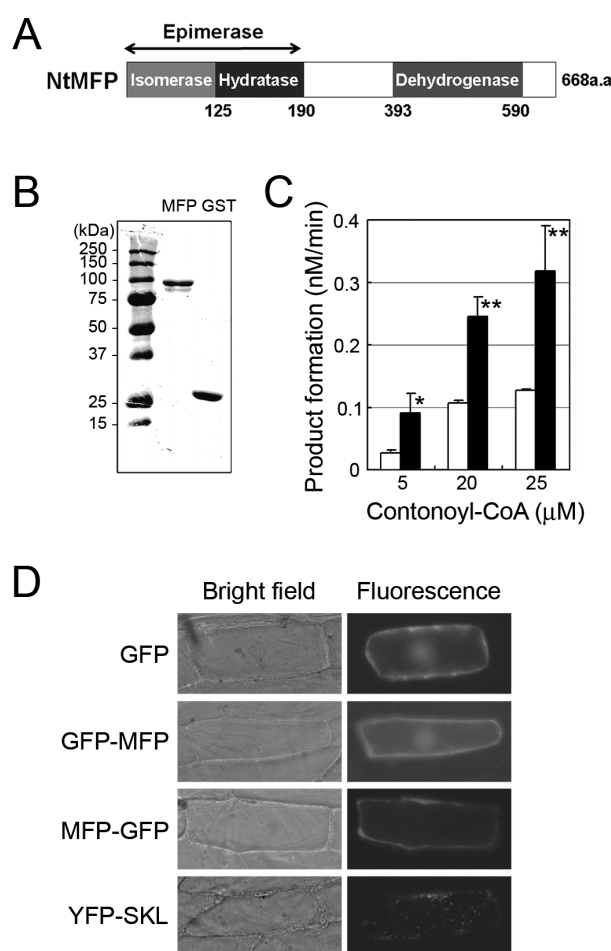 A
Epimerase
NtMFP Isomerase Hydratase Dehydrogenase 668a.a
125 190 393 590
B
MFP GST
(kDa)
250
150
100
75
50
37
25
15
C
Product formation (nM/min)
0.4
0.3
0.2
0.1
0
*
**
**
5 20 25
Contonoyl-CoA (μM)
D
Bright field Fluorescence
GFP
GFP-MFP
MFP-GFP
YFP-SKL